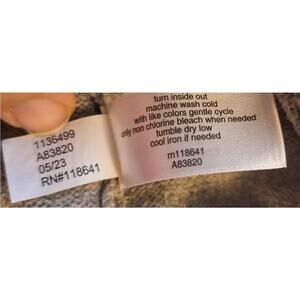 1136499
A83820
05/23
RN#118641
turn inside out
machine wash cold
with like colors gentle cycle
only non chlorine bleach when needed
tumble dry low
cool iron if needed
m118641
A83820